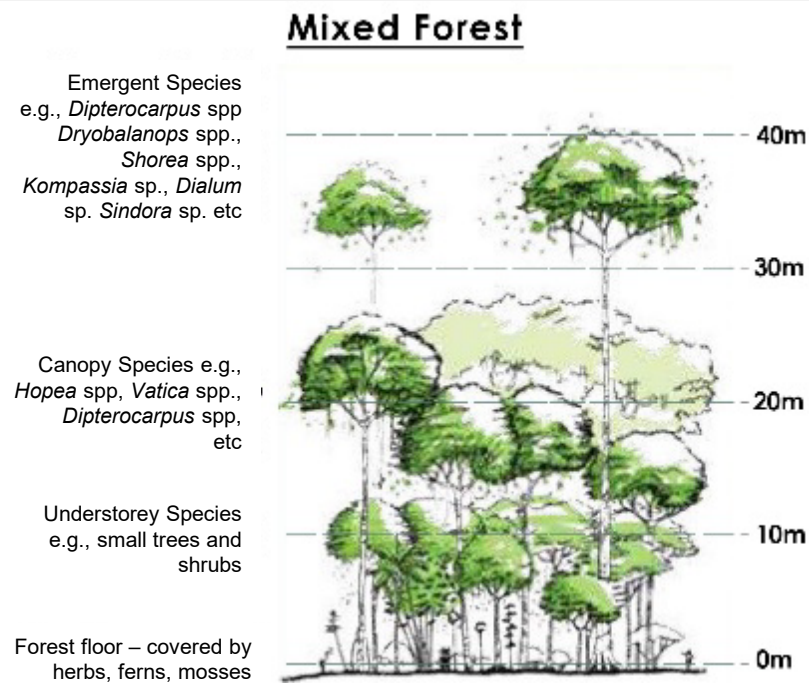 Mixed Forest
Emergent Species
e.g., Dipterocarpus spp
Dryobalanops spp.,
Shorea spp.,
Kompassia sp., Dialum
sp. Sindora sp. etc
40m
30m
Canopy Species e.g.,
Hopea spp, Vatica spp.,
Dipterocarpus spp,
etc
20m
Understorey Species
e.g., small trees and
shrubs
10m
Forest floor – covered by
herbs, ferns, mosses
0m